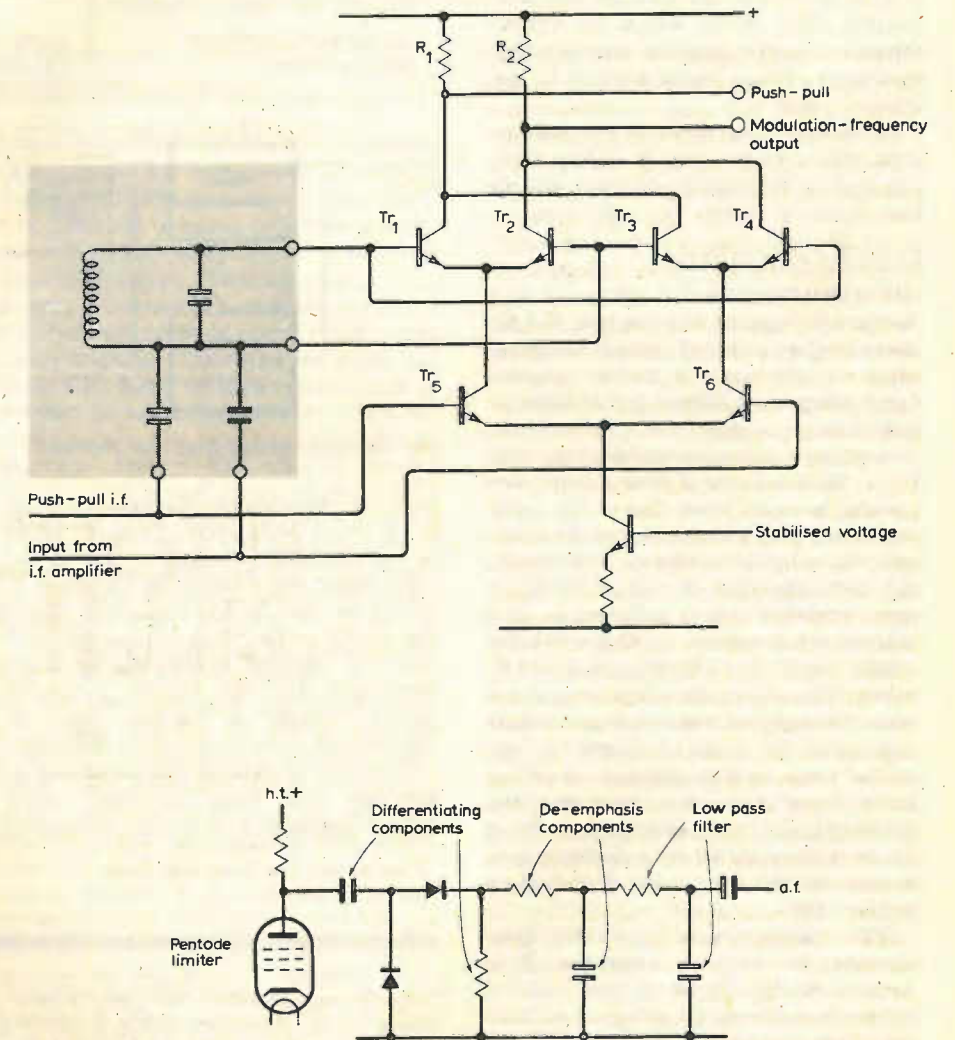 +
R1
R2
Push-pull
Modulation-frequency
output
Tr1
Tr2
Tr3
Tr4
Tr5
Tr6
Push-pull i.f.
Input from
i.f. amplifier
Stabilised voltage
h.t.+
Differentiating
components
De-emphasis
components
Low pass
filter
a.f.
Pentode
limiter